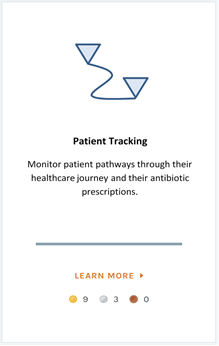 Patient Tracking
Monitor patient pathways through their
healthcare journey and their antibiotic
prescriptions.
LEARN MORE
9 3 0